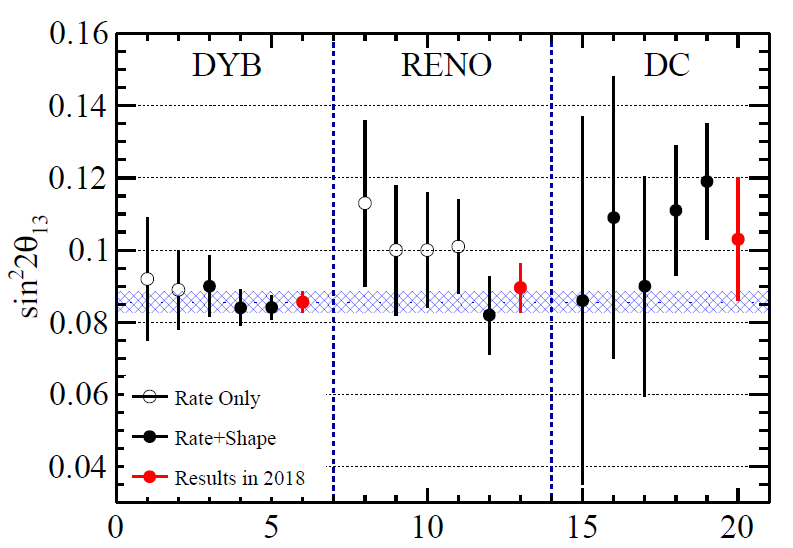 0.16
0.14
0.12
0.1
0.08
0.06
0.04
sin²2θ₁₃
DYB RENO DC
Rate Only
Rate+Shape
Results in 2018
0 5 10 15 20